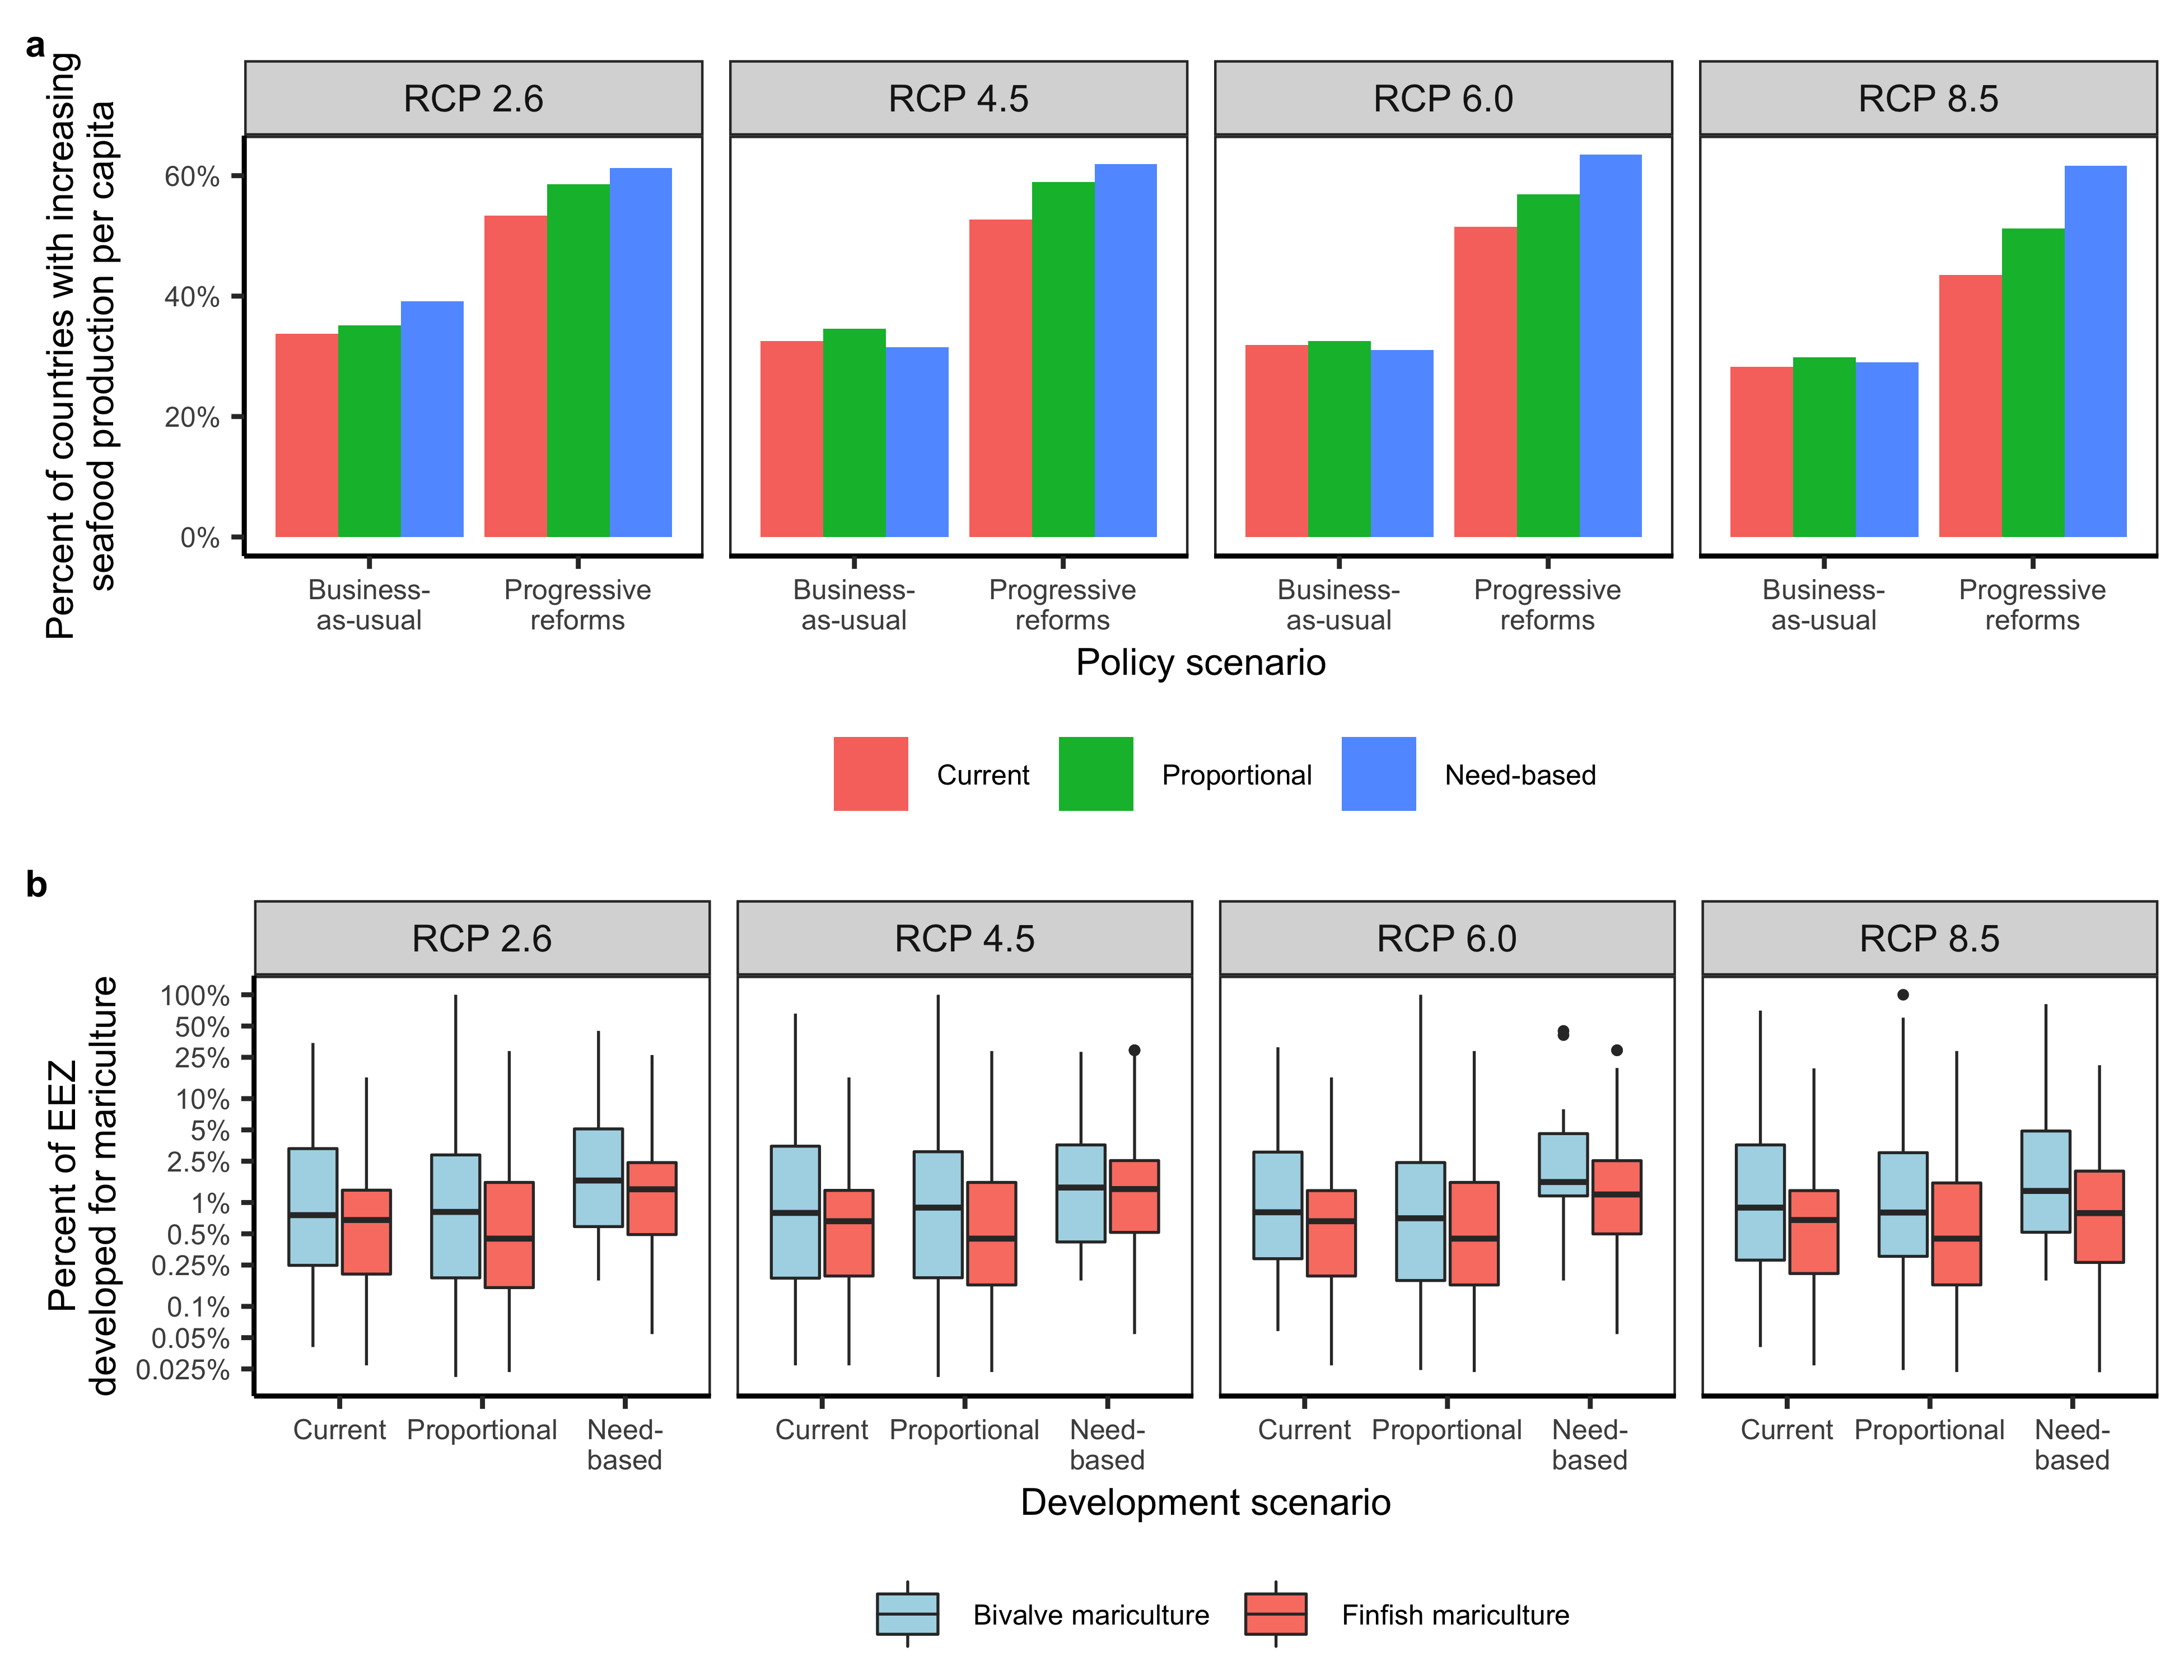 a
Percent of countries with increasing
seafood production per capita
RCP 2.6
RCP 4.5
RCP 6.0
RCP 8.5
60%
40%
20%
0%
Business-
as-usual
Progressive
reforms
Business-
as-usual
Progressive
reforms
Business-
as-usual
Progressive
reforms
Business-
as-usual
Progressive
reforms
Policy scenario
Current
Proportional
Need-based
b
Percent of EEZ
developed for mariculture
RCP 2.6
RCP 4.5
RCP 6.0
RCP 8.5
100%
50%
25%
10%
5%
2.5%
1%
0.5%
0.25%
0.1%
0.05%
0.025%
Current
Proportional
Need-
based
Current
Proportional
Need-
based
Current
Proportional
Need-
based
Current
Proportional
Need-
based
Development scenario
Bivalve mariculture
Finfish mariculture